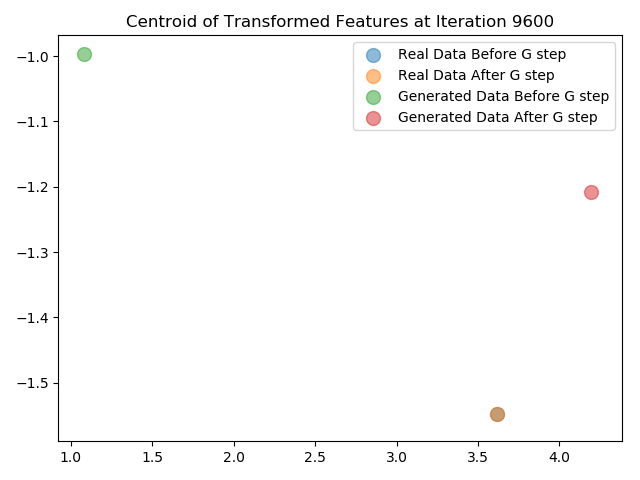 Centroid of Transformed Features at Iteration 9600
Real Data Before G step
Real Data After G step
Generated Data Before G step
Generated Data After G step
−1.0
−1.1
−1.2
−1.3
−1.4
−1.5
1.0 1.5 2.0 2.5 3.0 3.5 4.0